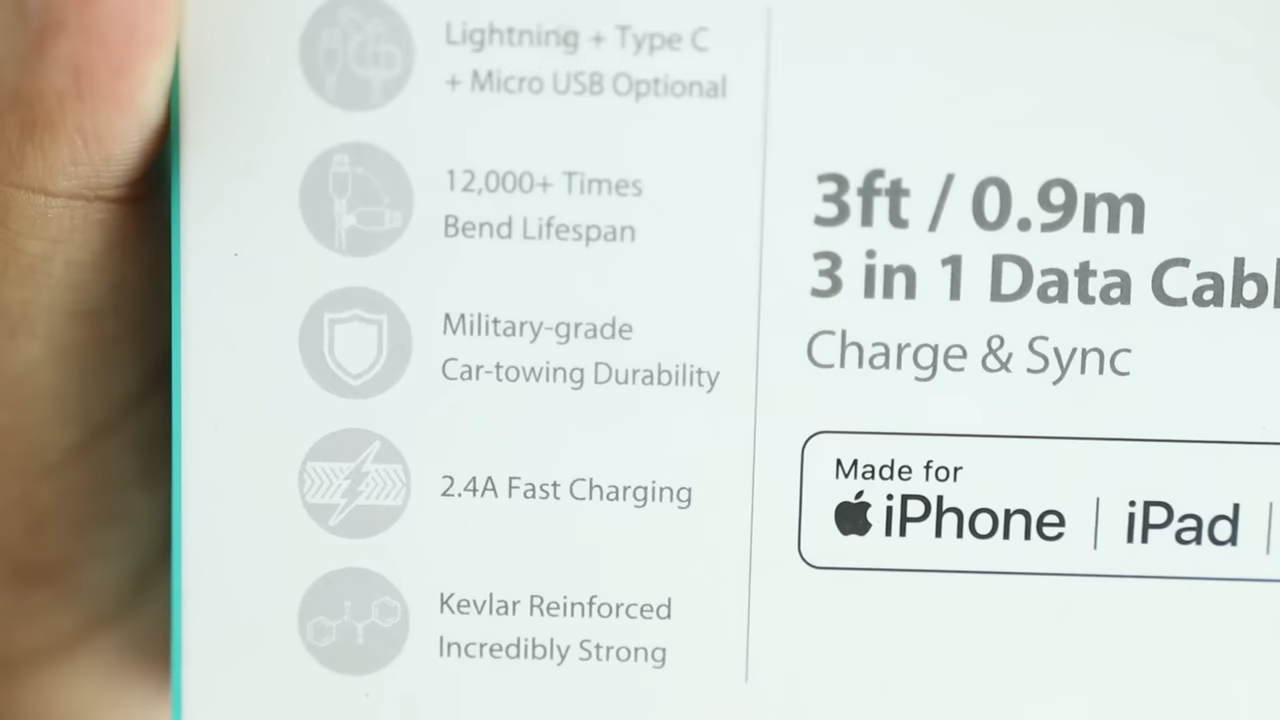 Lightning + Type C
+ Micro USB Optional
12,000+ Times
Bend Lifespan
Military-grade
Car-towing Durability
2.4A Fast Charging
Kevlar Reinforced
Incredibly Strong
3ft / 0.9m
3 in 1 Data Cabl
Charge & Sync
Made for
iPhone | iPad |